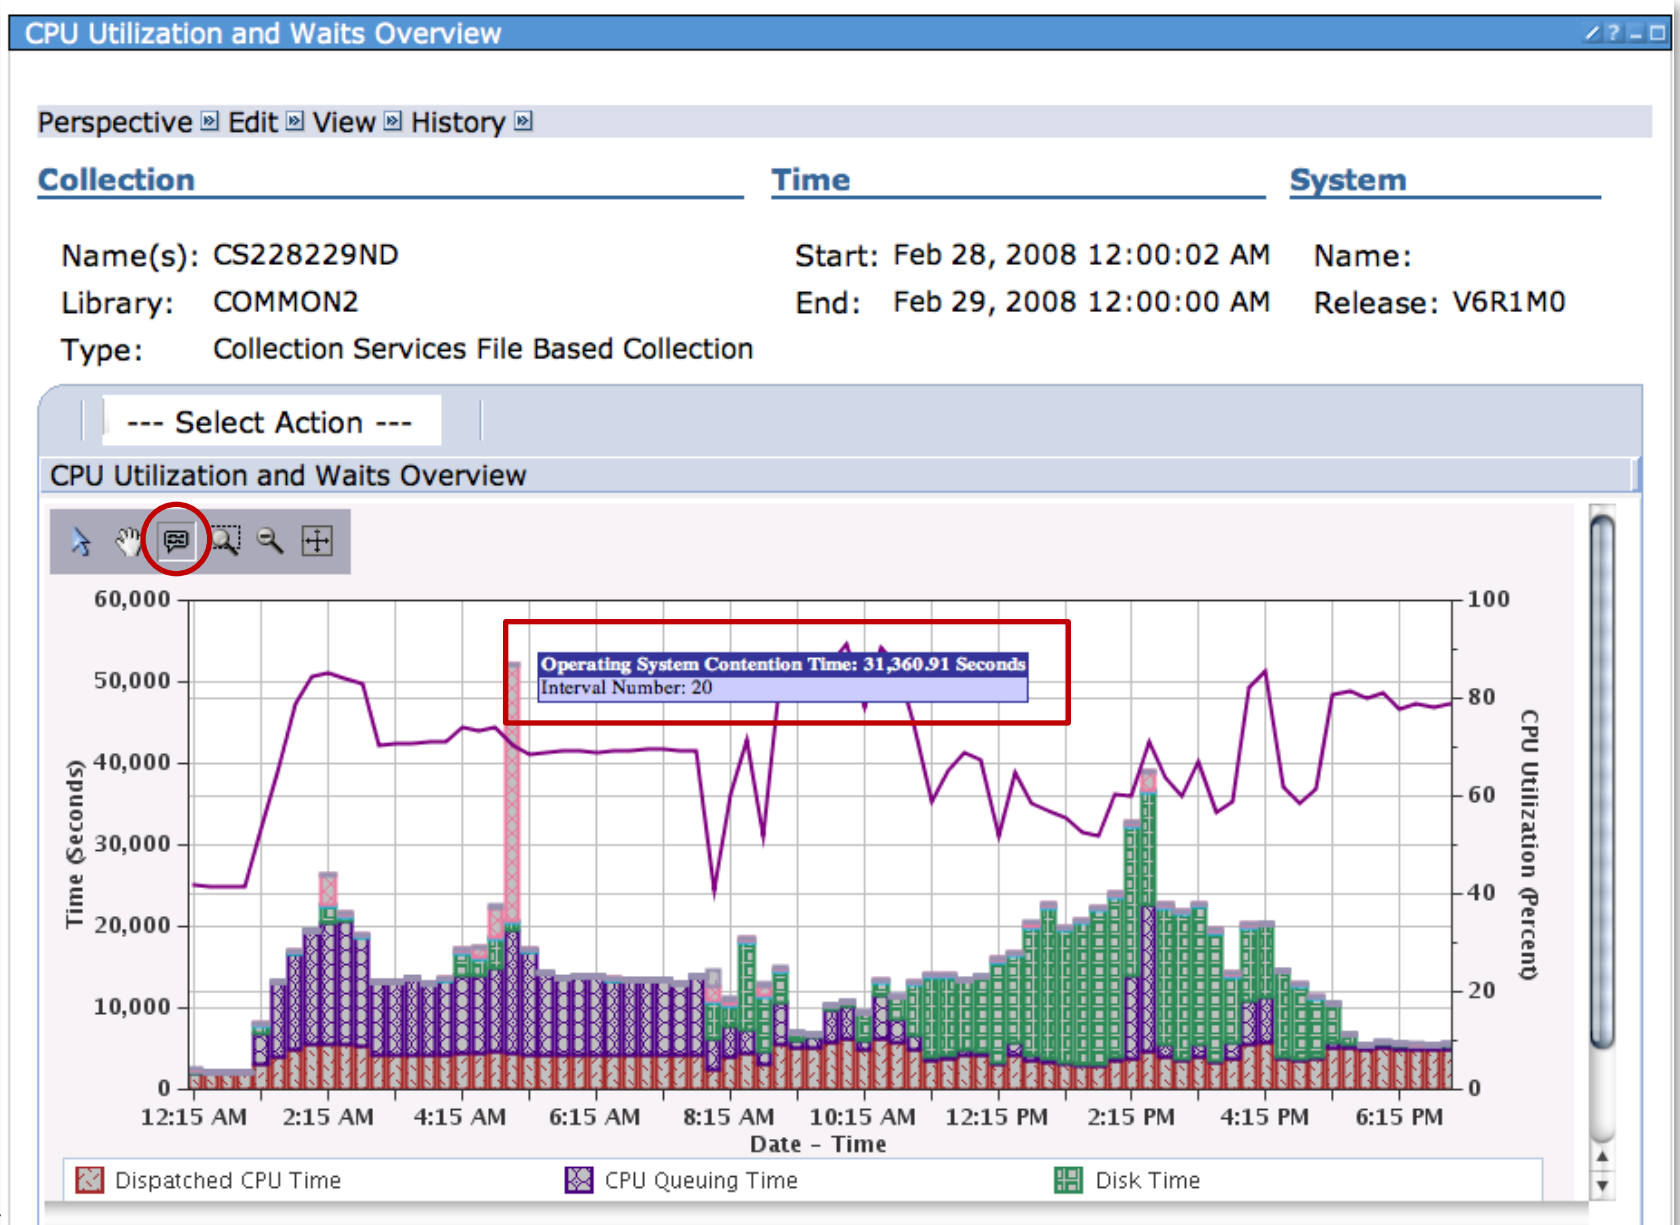 CPU Utilization and Waits Overview
Perspective Edit View History
Collection Time System
Name(s): CS228229ND Start: Feb 28, 2008 12:00:02 AM Name:
Library: COMMON2 End: Feb 29, 2008 12:00:00 AM Release: V6R1M0
Type: Collection Services File Based Collection
--- Select Action ---
CPU Utilization and Waits Overview
60,000
50,000
40,000
30,000
20,000
10,000
0
Time (Seconds)
Operating System Contention Time: 31,360.91 Seconds
Interval Number: 20
100
80
60
40
20
0
CPU Utilization (Percent)
12:15 AM 2:15 AM 4:15 AM 6:15 AM 8:15 AM 10:15 AM 12:15 PM 2:15 PM 4:15 PM 6:15 PM
Date - Time
Dispatched CPU Time CPU Queuing Time Disk Time